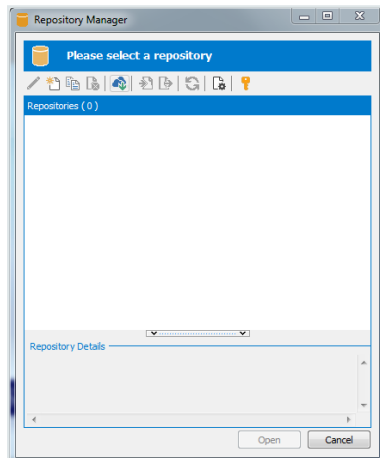 Repository Manager
Please select a repository
Repositories ( 0 )
Repository Details
Open Cancel